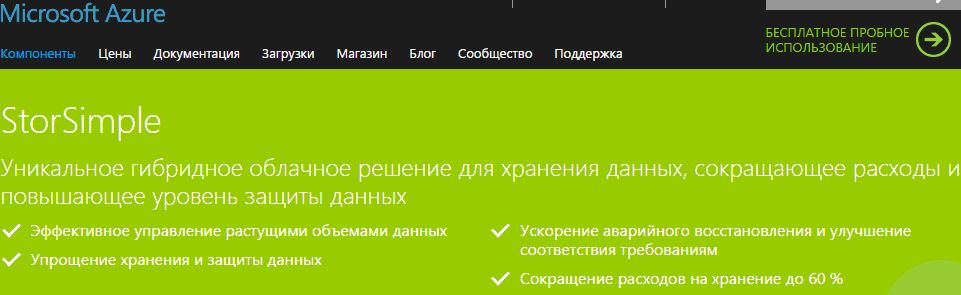 Microsoft Azure
БЕСПЛАТНОЕ ПРОБНОЕ
ИСПОЛЬЗОВАНИЕ
Компоненты Цены Документация Загрузки Магазин Блог Сообщество Поддержка
StorSimple
Уникальное гибридное облачное решение для хранения данных, сокращающее расходы и
повышающее уровень защиты данных
Эффективное управление растущими объемами данных
Упрощение хранения и защиты данных
Ускорение аварийного восстановления и улучшение
соответствия требованиям
Сокращение расходов на хранение до 60 %